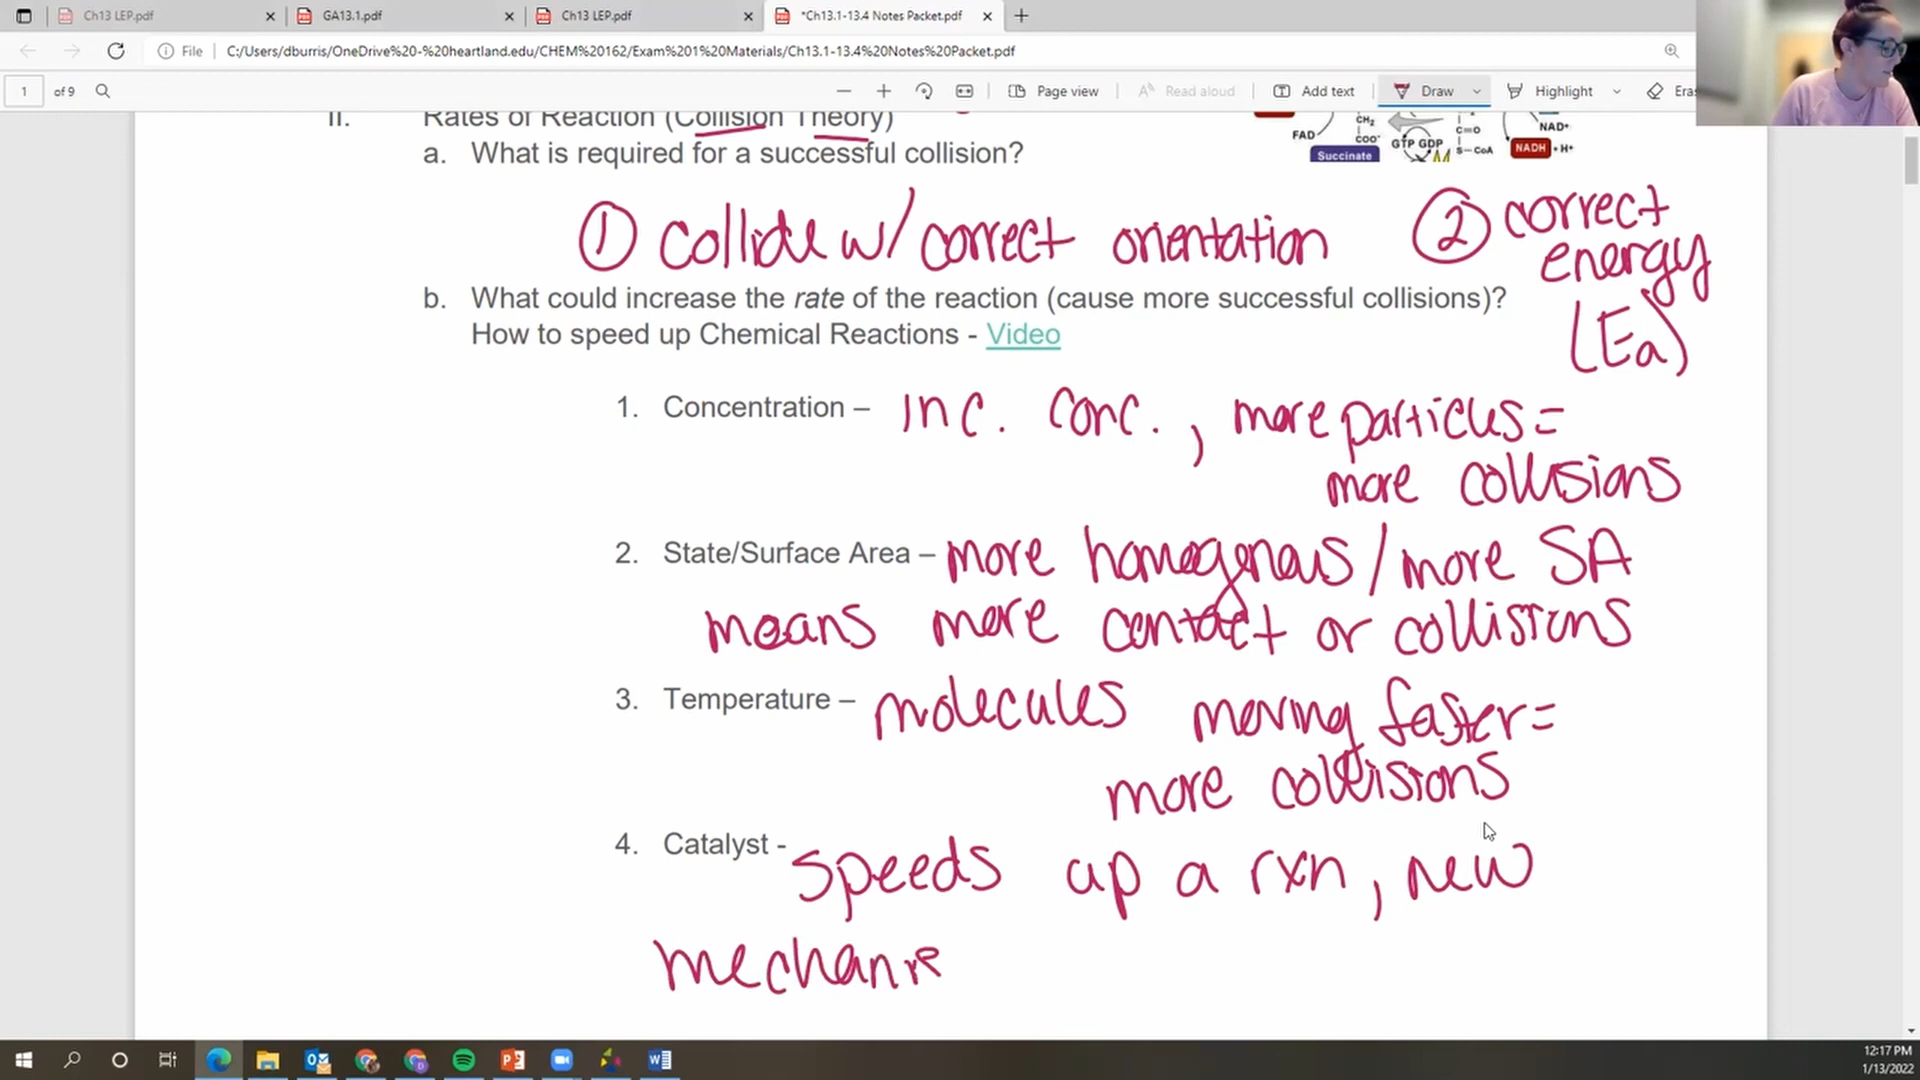 Ch13 LEP.pdf GA13.1.pdf Ch13 LEP.pdf *Ch13.1-13.4 Notes Packet.pdf
File C:/Users/dburris/OneDrive%20-%20heartland.edu/CHEM%20162/Exam%201%20Materials/Ch13.1-13.4%20Notes%20Packet.pdf
1 of 9 Page view Read aloud Add text Draw Highlight Eras
II. Rates of Reaction (Collision Theory)
FAD CH₂ COO⁻ GTP GDP C=O S-CoA NAD+
Succinate NADH + H+
a. What is required for a successful collision?
① collide w/ correct orientation ② correct
energy
(Ea)
b. What could increase the rate of the reaction (cause more successful collisions)?
How to speed up Chemical Reactions - Video
1. Concentration – inc. conc., more particles =
more collisions
2. State/Surface Area – more homogenous / more SA
means more contact or collisions
3. Temperature – molecules moving faster =
more collisions
4. Catalyst - speeds up a rxn, new
mechanis
12:17 PM
1/13/2022